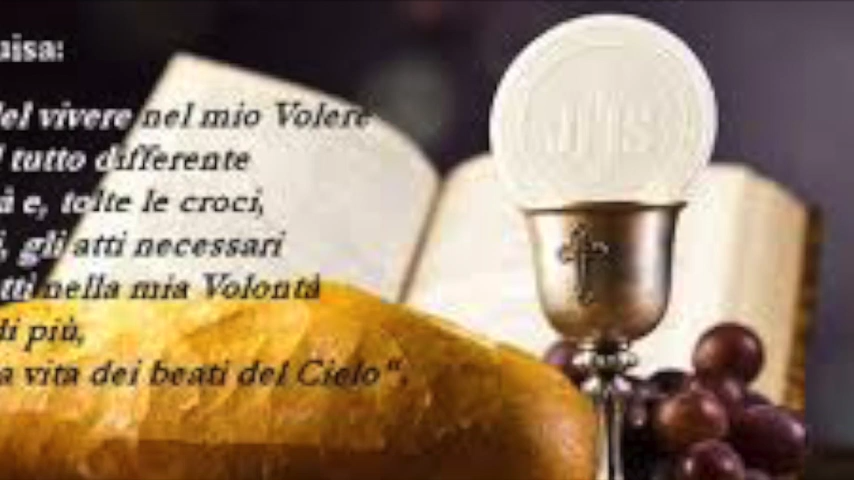 uisa:
del vivere nel mio Volere
tutto differente
à e, tolte le croci,
i, gli atti necessari
tti nella mia Volontà
di più,
a vita dei beati del Cielo".
IHS